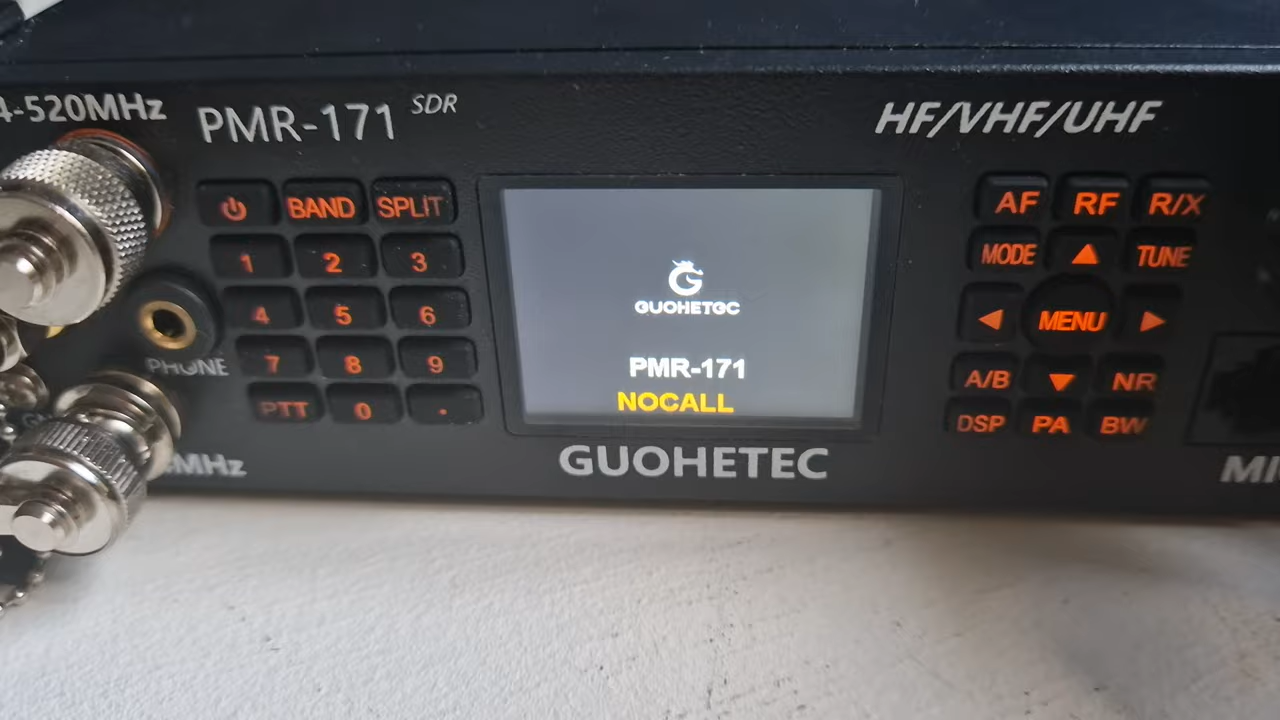 4-520MHz
PMR-171 SDR
HF/VHF/UHF
BAND SPLIT
1 2 3
4 5 6
7 8 9
PTT 0 .
PHONE
MHz
GUOHETEC
PMR-171
NOCALL
GUOHETEC
AF RF R/X
MODE TUNE
MENU
A/B NR
DSP PA BW
MI